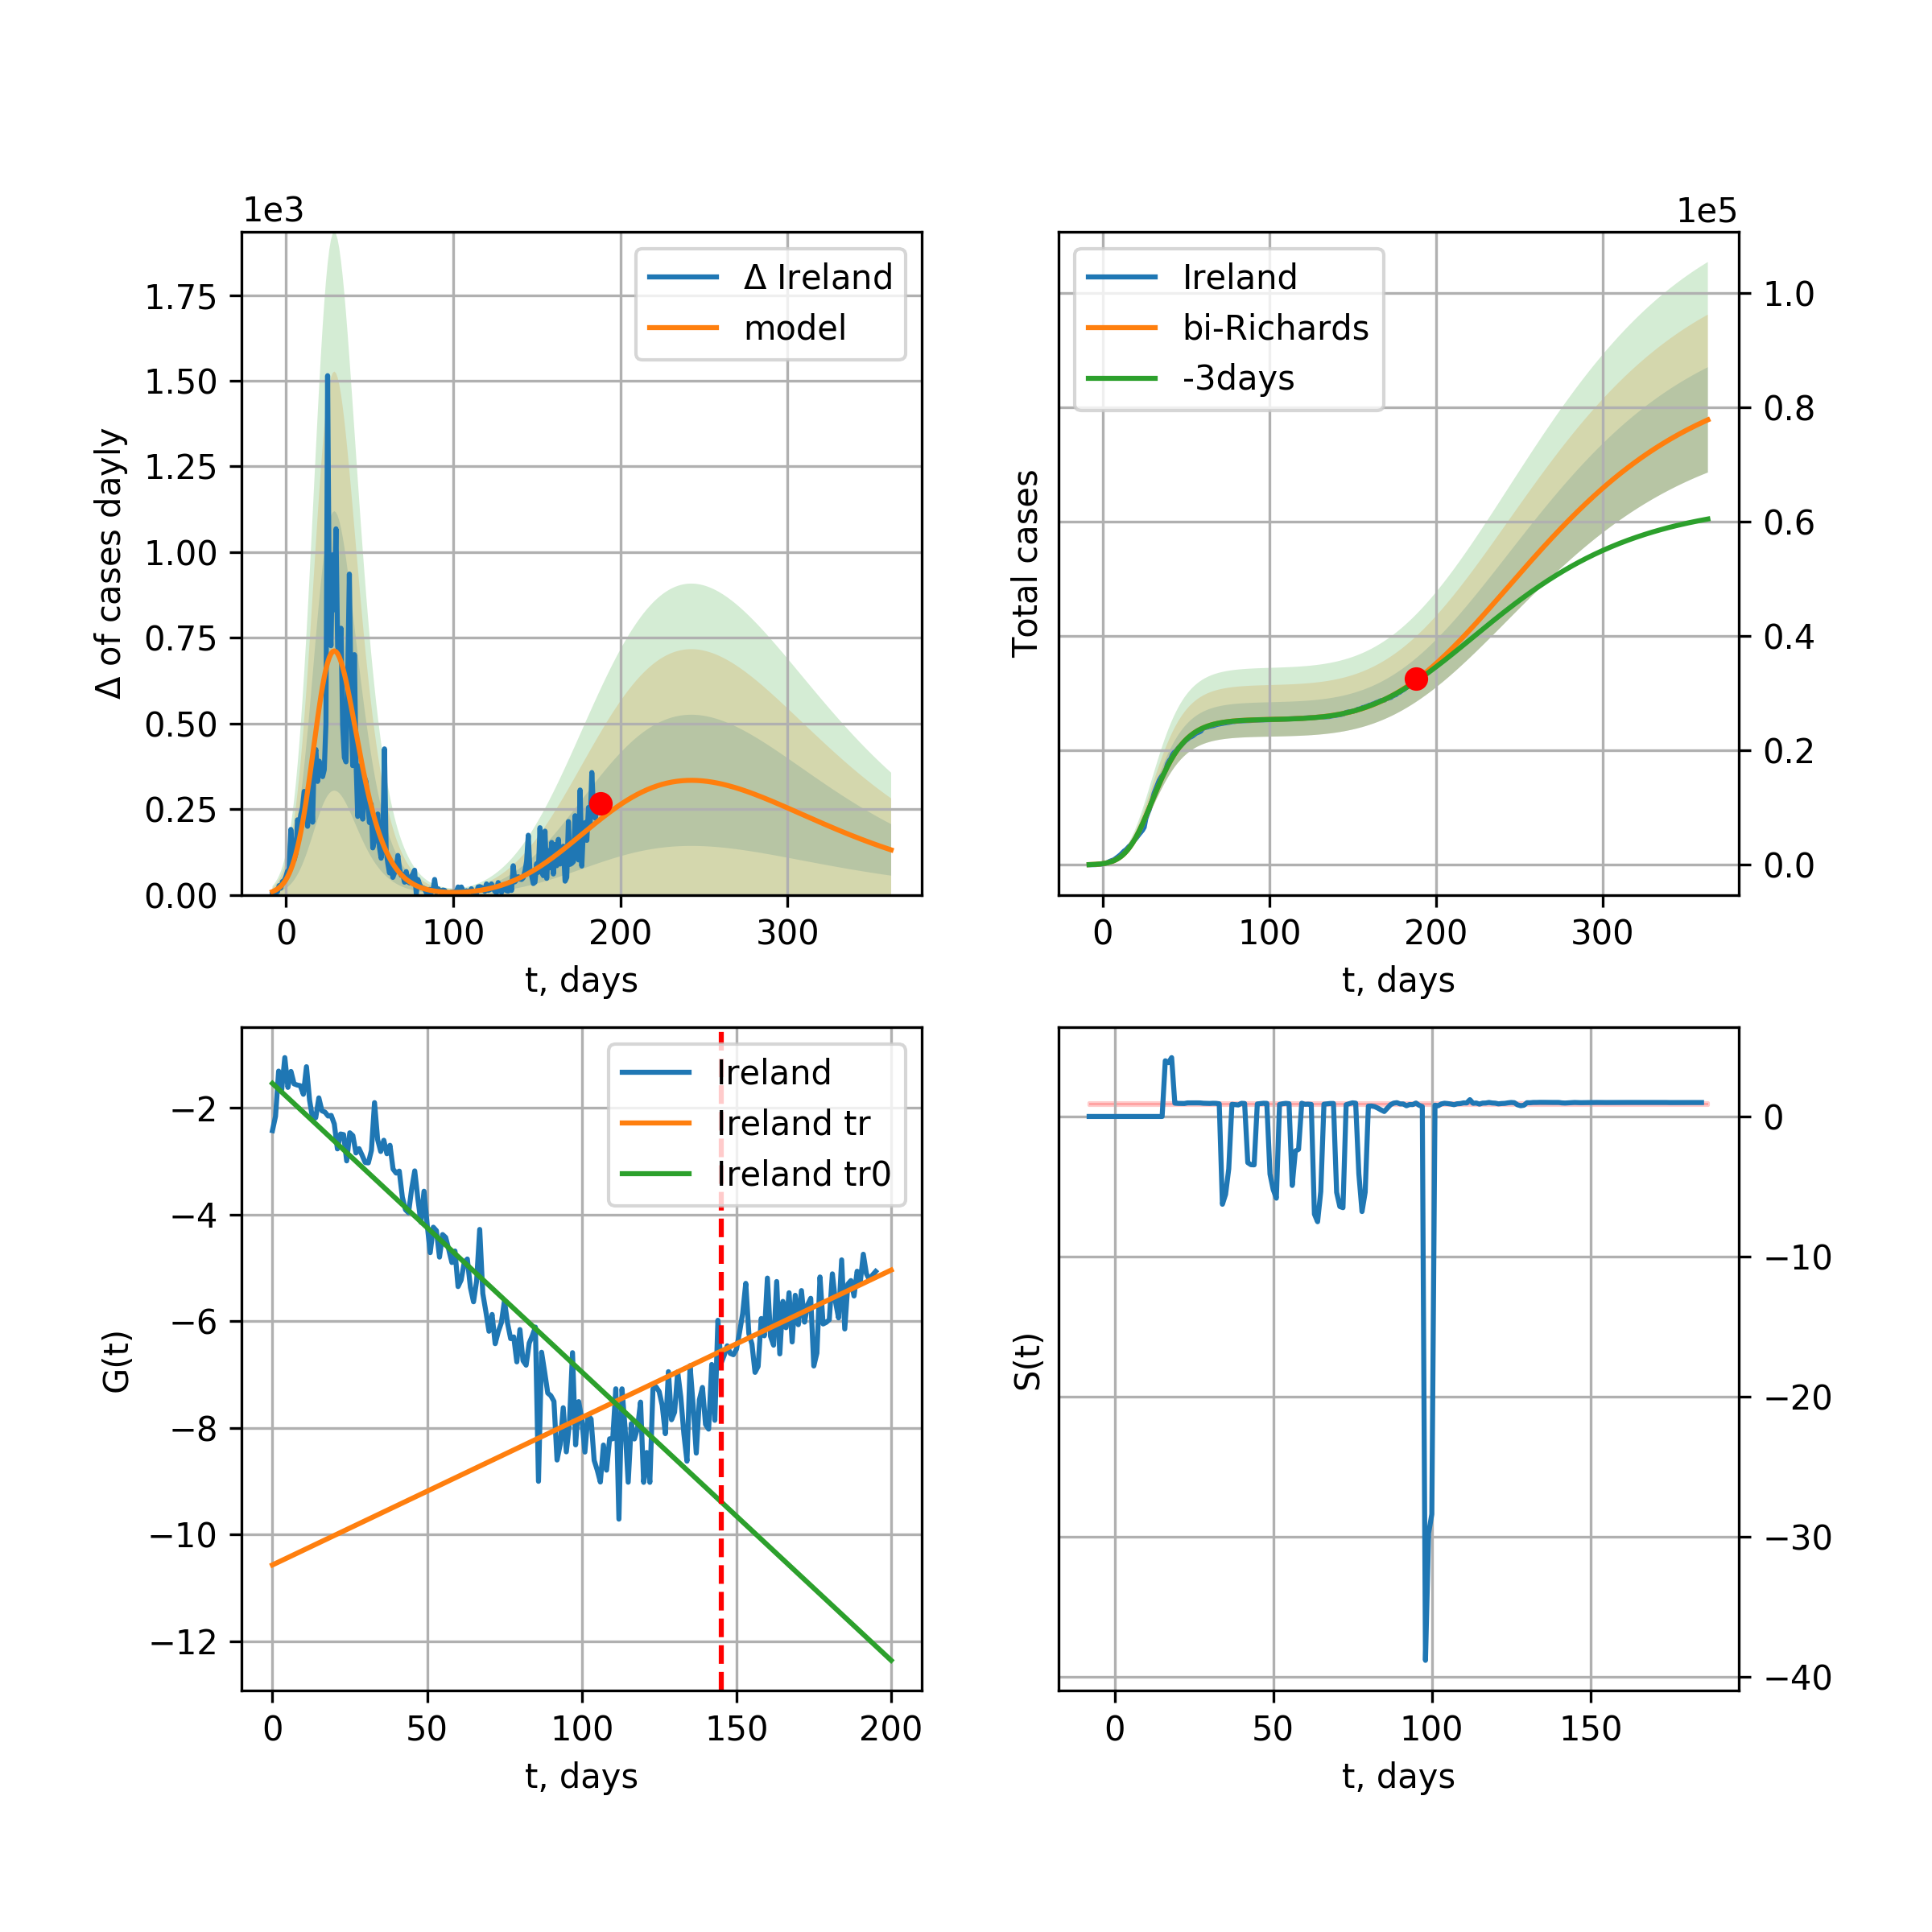 1e3
1.75
1.50
1.25
1.00
0.75
0.50
0.25
0.00
Δ of cases dayly
Δ Ireland
model
0 100 200 300
t, days
1e5
Total cases
Ireland
bi-Richards
-3days
1.0
0.8
0.6
0.4
0.2
0.0
0 100 200 300
t, days
−2
−4
−6
−8
−10
−12
G(t)
Ireland
Ireland tr
Ireland tr0
0 50 100 150 200
t, days
S(t)
0
−10
−20
−30
−40
0 50 100 150
t, days